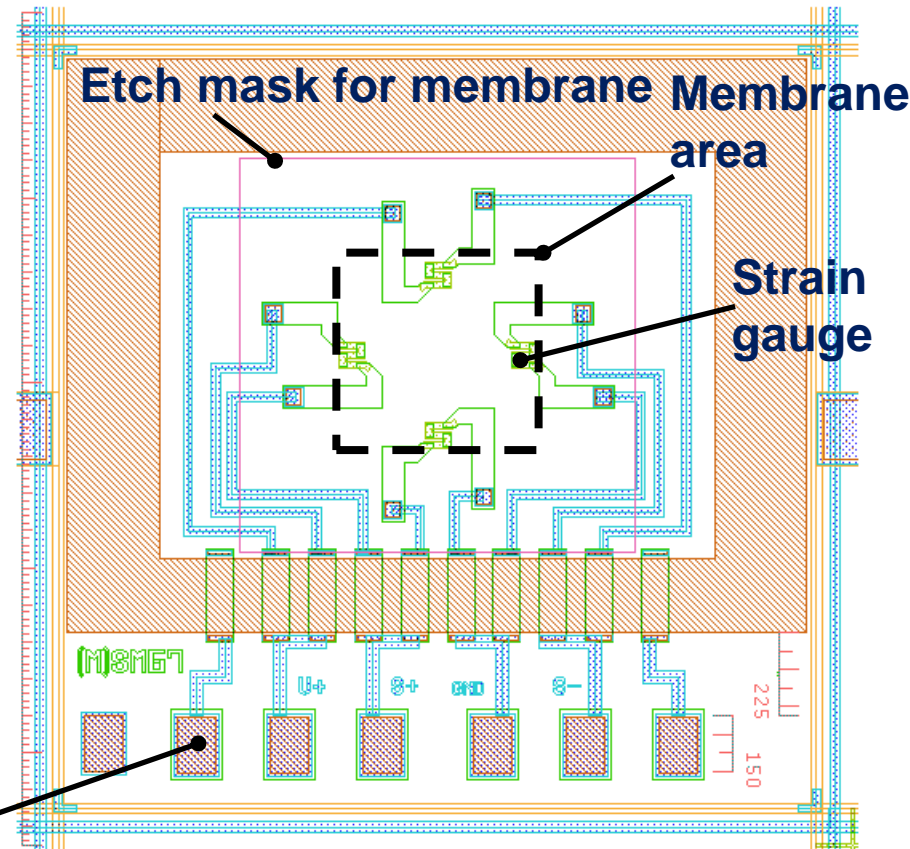 Etch mask for membrane
Membrane
area
Strain
gauge
(M)SMG7
V+ S+ GND S-
225
150